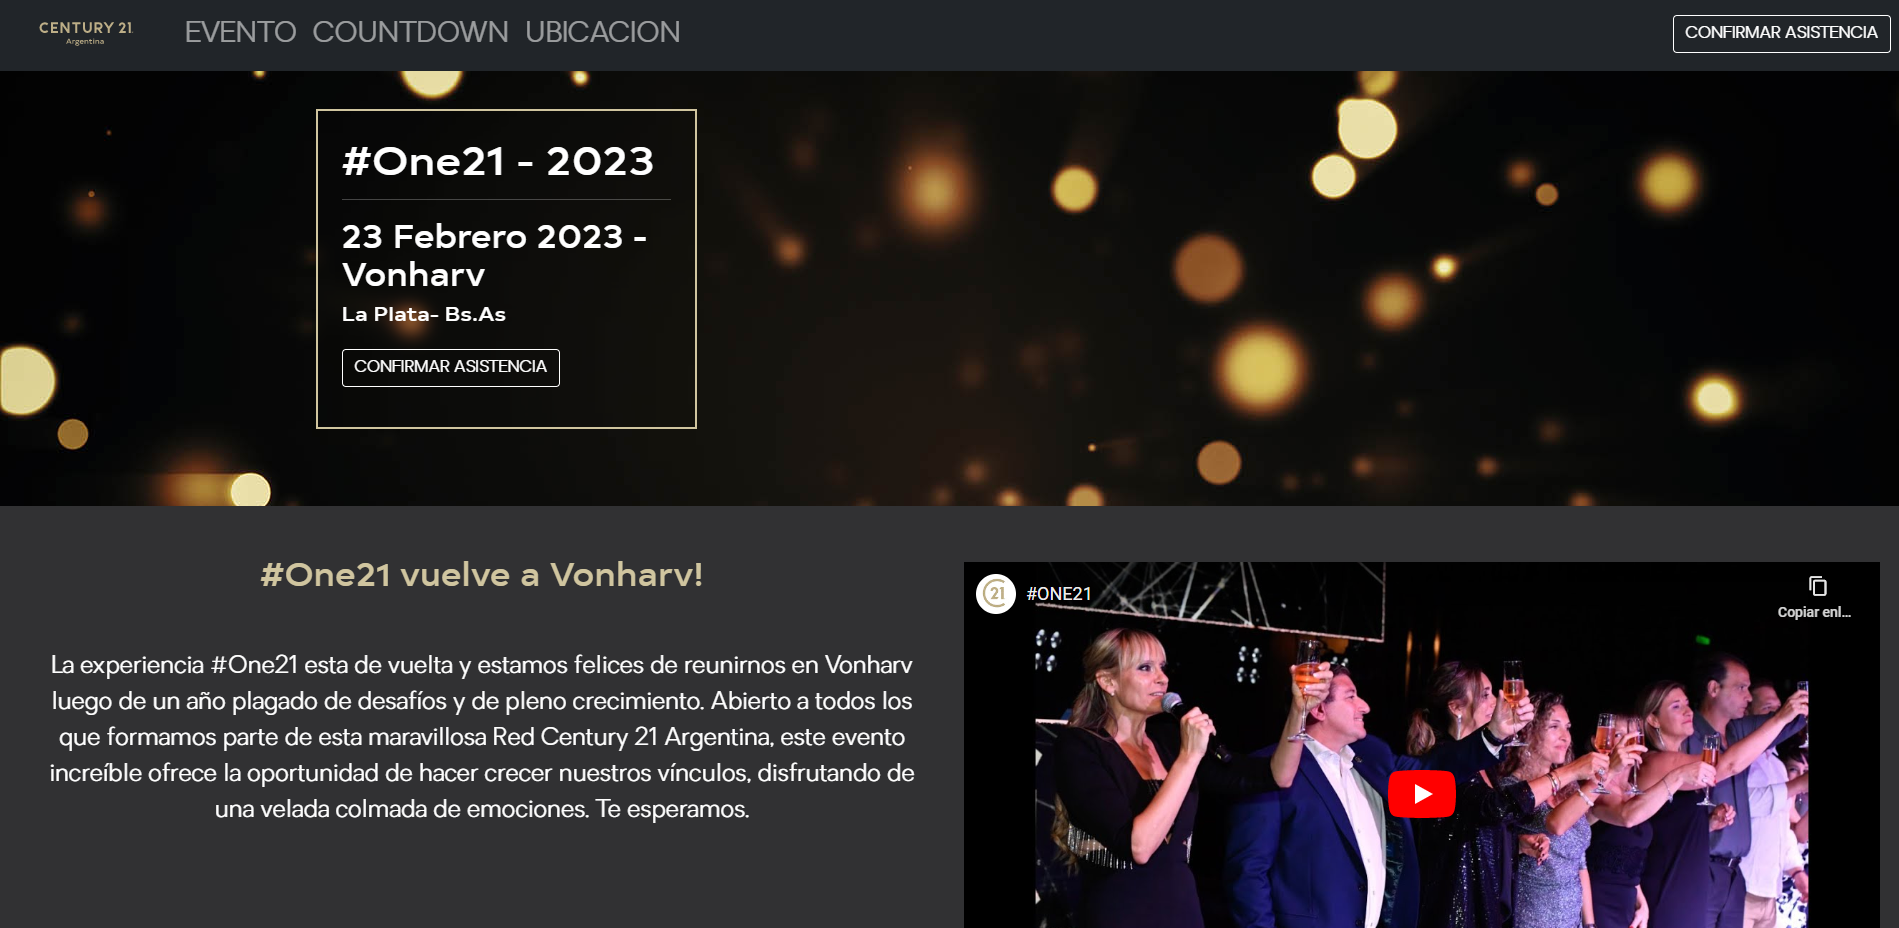 CENTURY 21
Argentina
EVENTO COUNTDOWN UBICACION
CONFIRMAR ASISTENCIA
#One21 - 2023
23 Febrero 2023 -
Vonharv
La Plata- Bs.As
CONFIRMAR ASISTENCIA
#One21 vuelve a Vonharv!
La experiencia #One21 esta de vuelta y estamos felices de reunirnos en Vonharv
luego de un año plagado de desafíos y de pleno crecimiento. Abierto a todos los
que formamos parte de esta maravillosa Red Century 21 Argentina, este evento
increíble ofrece la oportunidad de hacer crecer nuestros vínculos, disfrutando de
una velada colmada de emociones. Te esperamos.
21
#ONE21
Copiar enl...